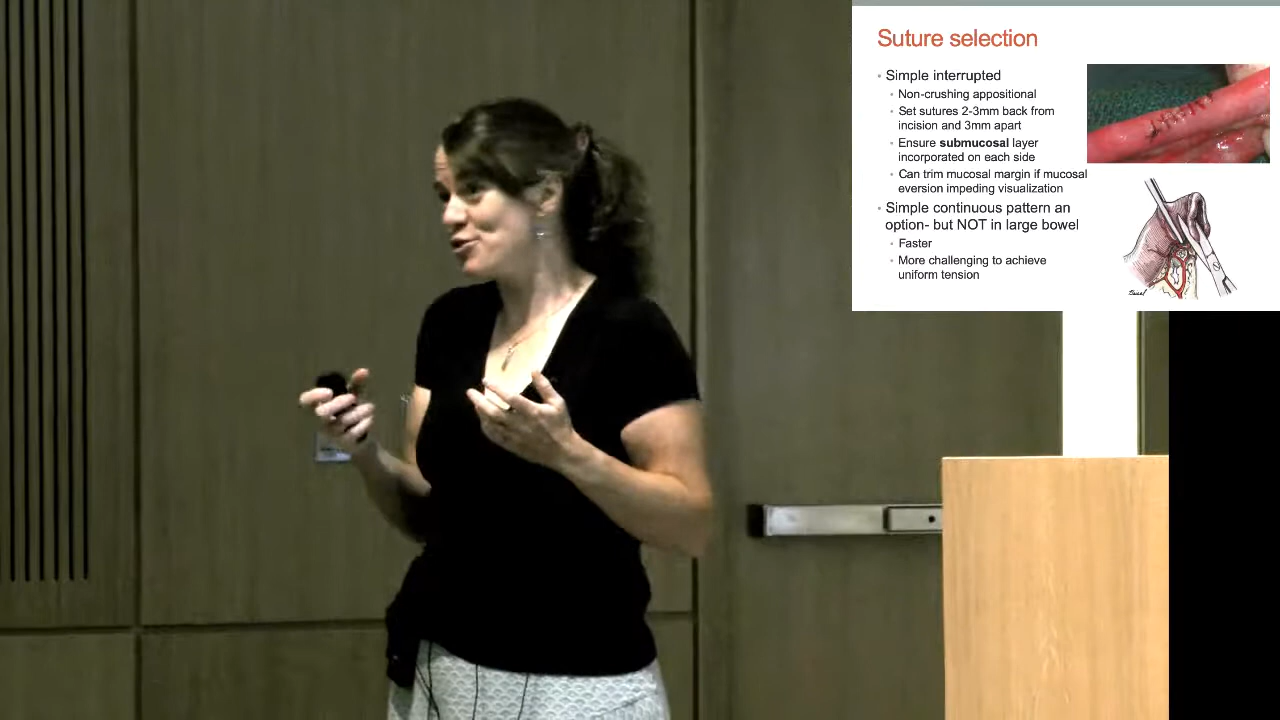 Suture selection
Simple interrupted
Non-crushing appositional
Set sutures 2-3mm back from
incision and 3mm apart
Ensure submucosal layer
incorporated on each side
Can trim mucosal margin if mucosal
eversion impeding visualization
Simple continuous pattern an
option- but NOT in large bowel
Faster
More challenging to achieve
uniform tension